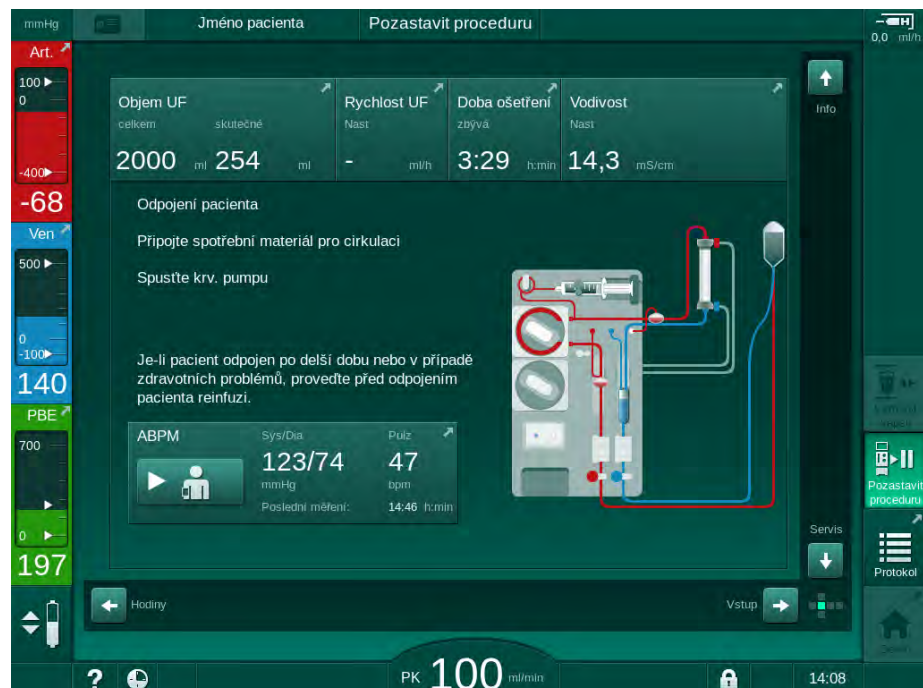 mmHg
Jméno pacienta
Pozastavit proceduru
0,0 ml/h
Art.
100
0
-400
-68
Ven
500
0
-100
140
PBE
700
0
197
Info
Objem UF
celkem skutečné
2000 ml 254 ml
Rychlost UF
Nast
- ml/h
Doba ošetření
zbývá
3:29 h:min
Vodivost
Nast
14,3 mS/cm
Odpojení pacienta
Připojte spotřební materiál pro cirkulaci
Spusťte krv. pumpu
Je-li pacient odpojen po delší dobu nebo v případě
zdravotních problémů, proveďte před odpojením
pacienta reinfuzi.
ABPM
Sys/Dia Pulz
123/74 47
mmHg bpm
Poslední měření: 14:46 h:min
Pozastavit
proceduru
Servis
Protokol
Hodiny
Vstup
?
PK 100 ml/min
14:08